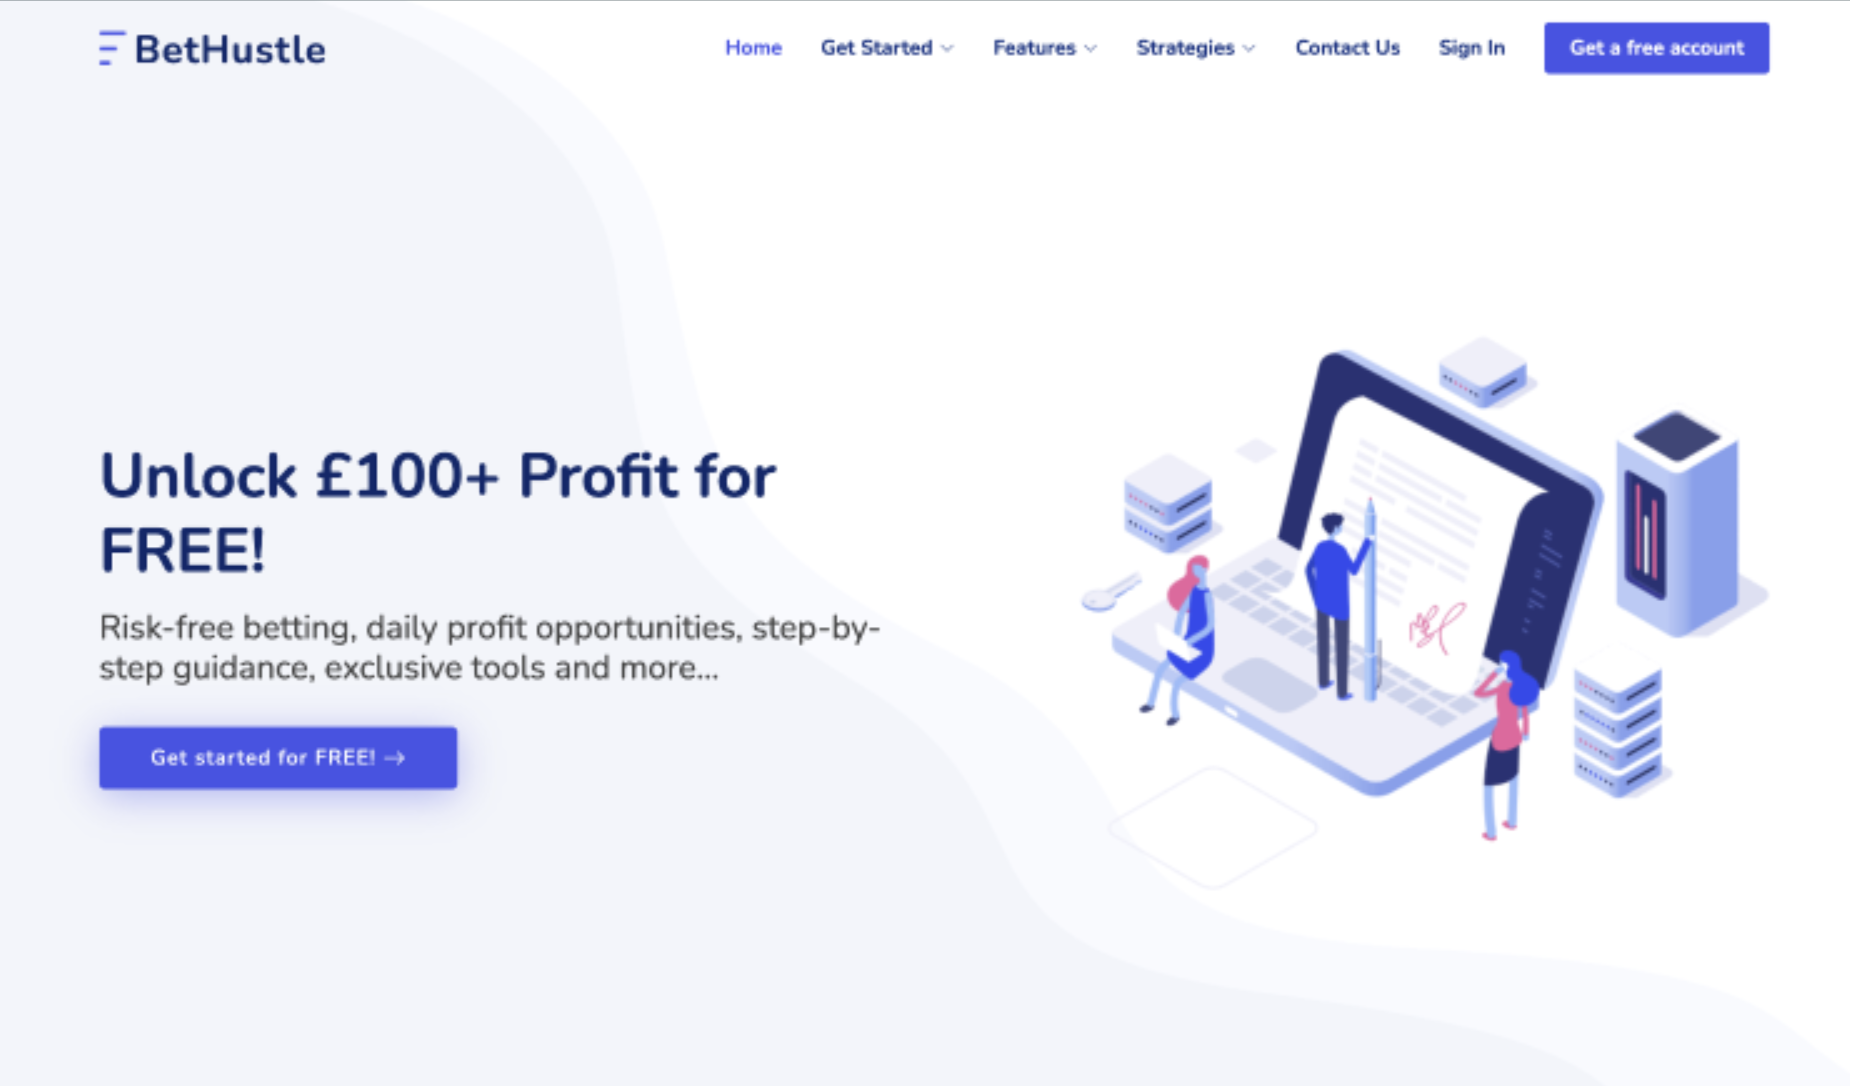 BetHustle
Home
Get Started
Features
Strategies
Contact Us
Sign In
Get a free account
Unlock £100+ Profit for
FREE!
Risk-free betting, daily profit opportunities, step-by-
step guidance, exclusive tools and more...
Get started for FREE! →